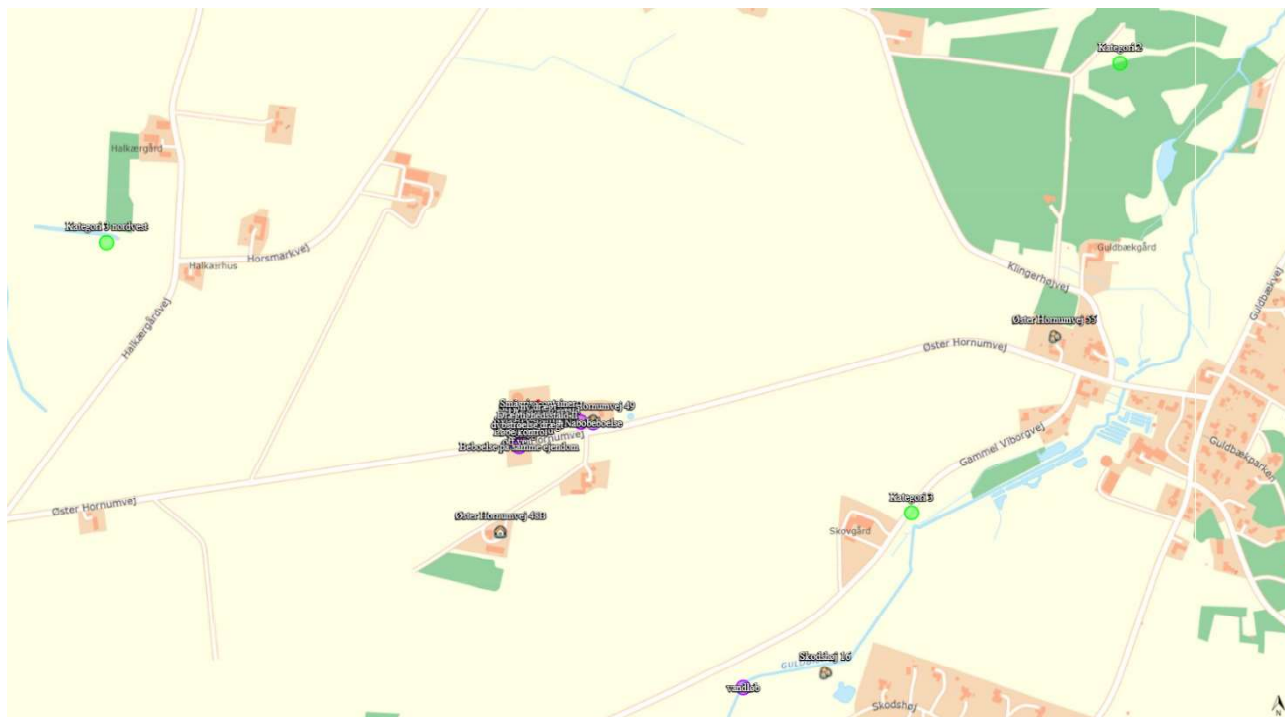 Kategori 2
Halkærgård
Kategori 3 nordvest
Guldbækgård
Horsmarkvej
Halkærhus
Klingerhøjvej
Guldbækvej
Halkærgårdvej
Øster Hornumvej 55
Øster Hornumvej
Hornumvej 49
Nabobeboelse
Hornumvej
Beboelse på samme ejendom
Gammel Viborgvej
Guldbækparken
Kategori 3
Øster Hornumvej
Øster Hornumvej 48B
Skovgård
Skodshøj 16
vandløb
Skodshøj
N